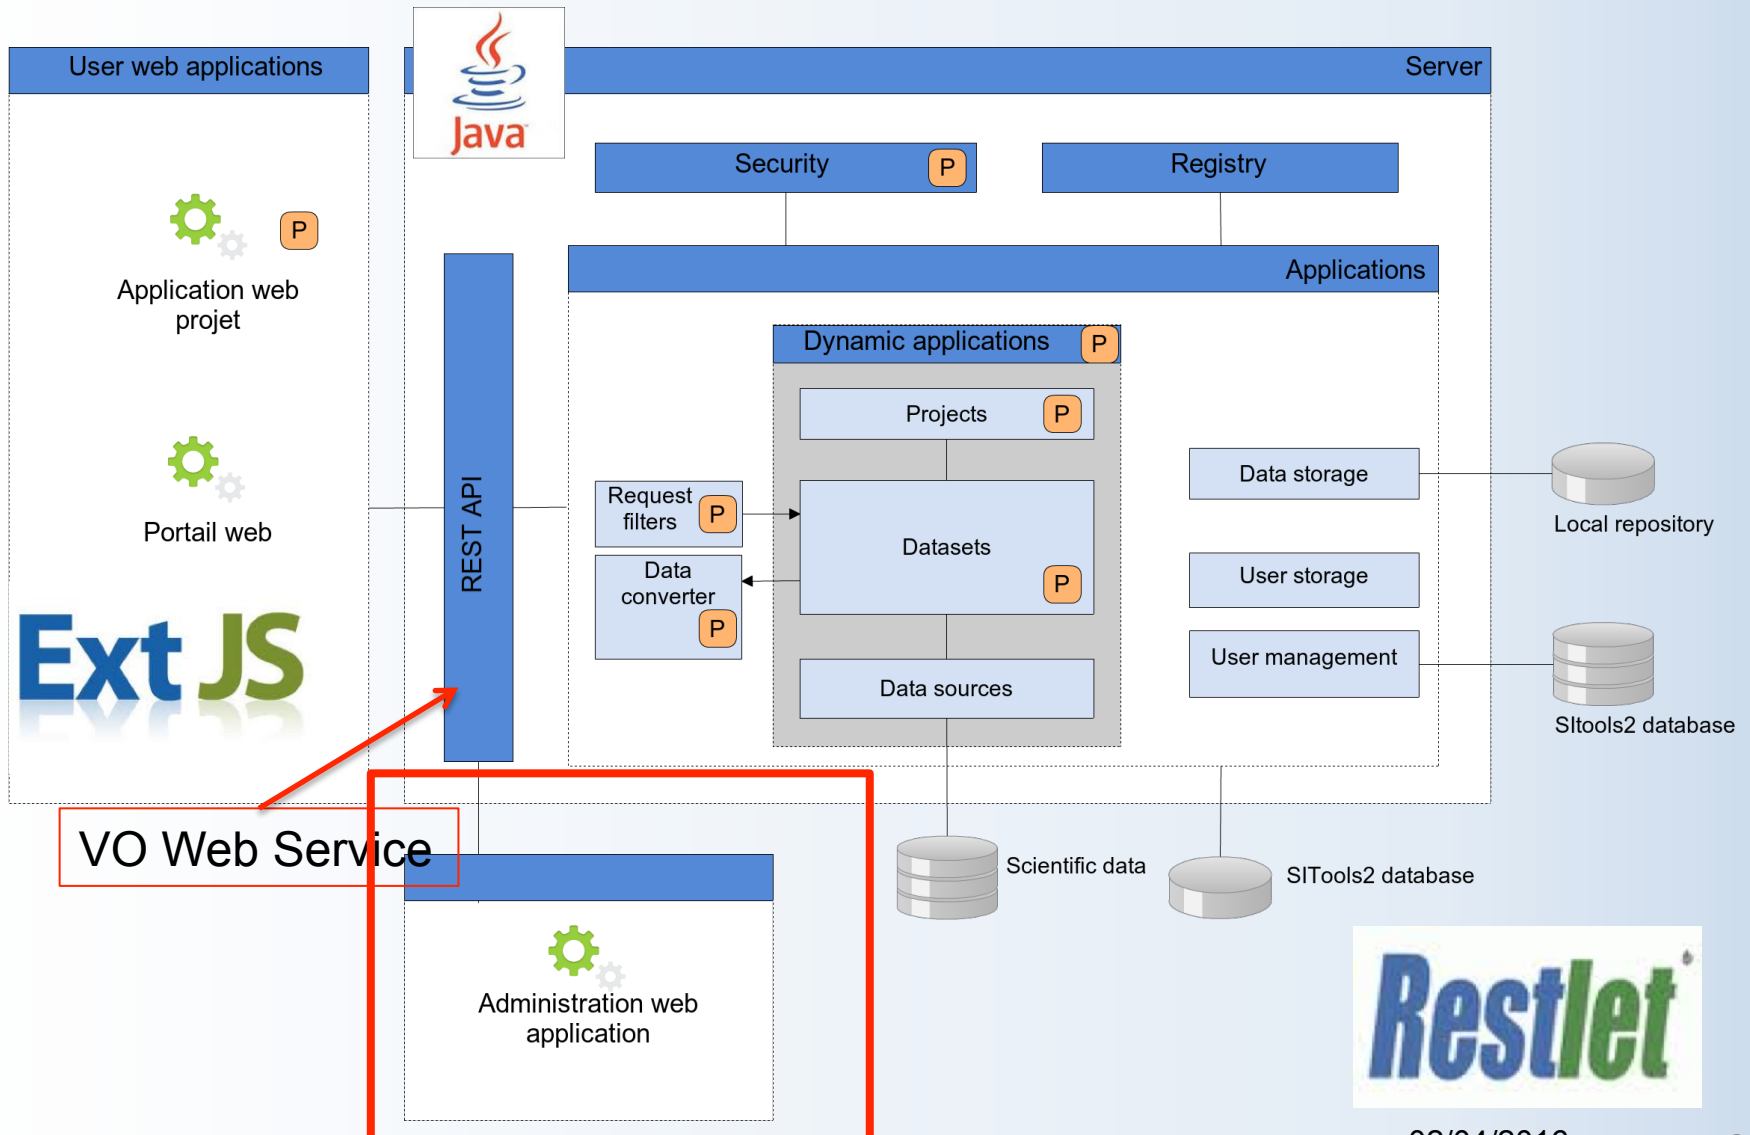 User web applications
Java
Server
Security
P
Registry
P
Application web
projet
Applications
Dynamic applications
P
Projects
P
Request
filters
P
Datasets
P
Data
converter
P
Data sources
REST API
Portail web
Ext JS
Data storage
User storage
User management
Local repository
SItools2 database
VO Web Service
Scientific data
SITools2 database
Administration web
application
Restlet